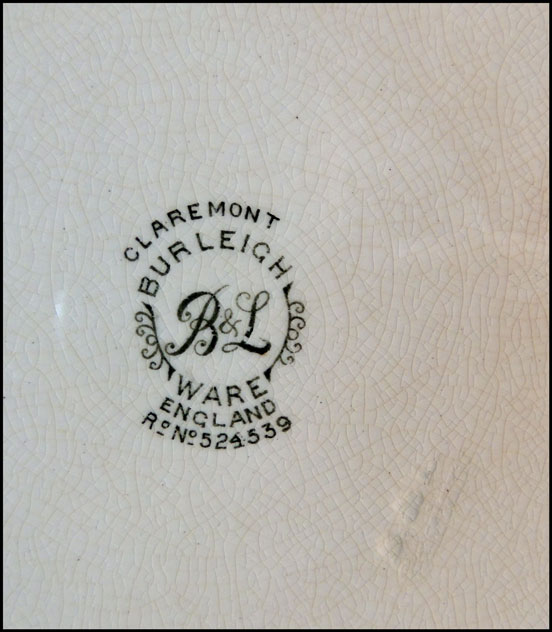 CLAREMONT
BURLEIGH
B&L
WARE
ENGLAND
Rᴰ Nº 524539